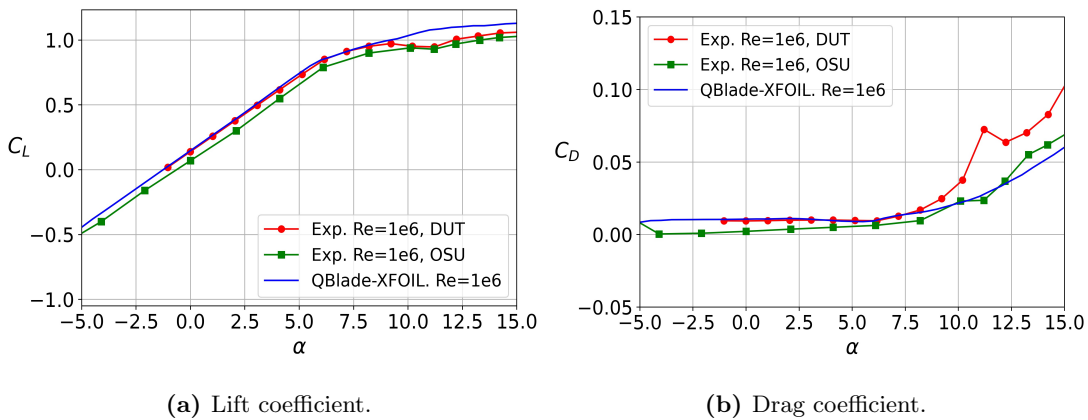 1.0
0.5
0.0
−0.5
−1.0
C_L
Exp. Re=1e6, DUT
Exp. Re=1e6, OSU
QBlade-XFOIL. Re=1e6
−5.0 −2.5 0.0 2.5 5.0 7.5 10.0 12.5 15.0
α
(a) Lift coefficient.
0.15
0.10
0.05
0.00
−0.05
C_D
Exp. Re=1e6, DUT
Exp. Re=1e6, OSU
QBlade-XFOIL. Re=1e6
−5.0 −2.5 0.0 2.5 5.0 7.5 10.0 12.5 15.0
α
(b) Drag coefficient.